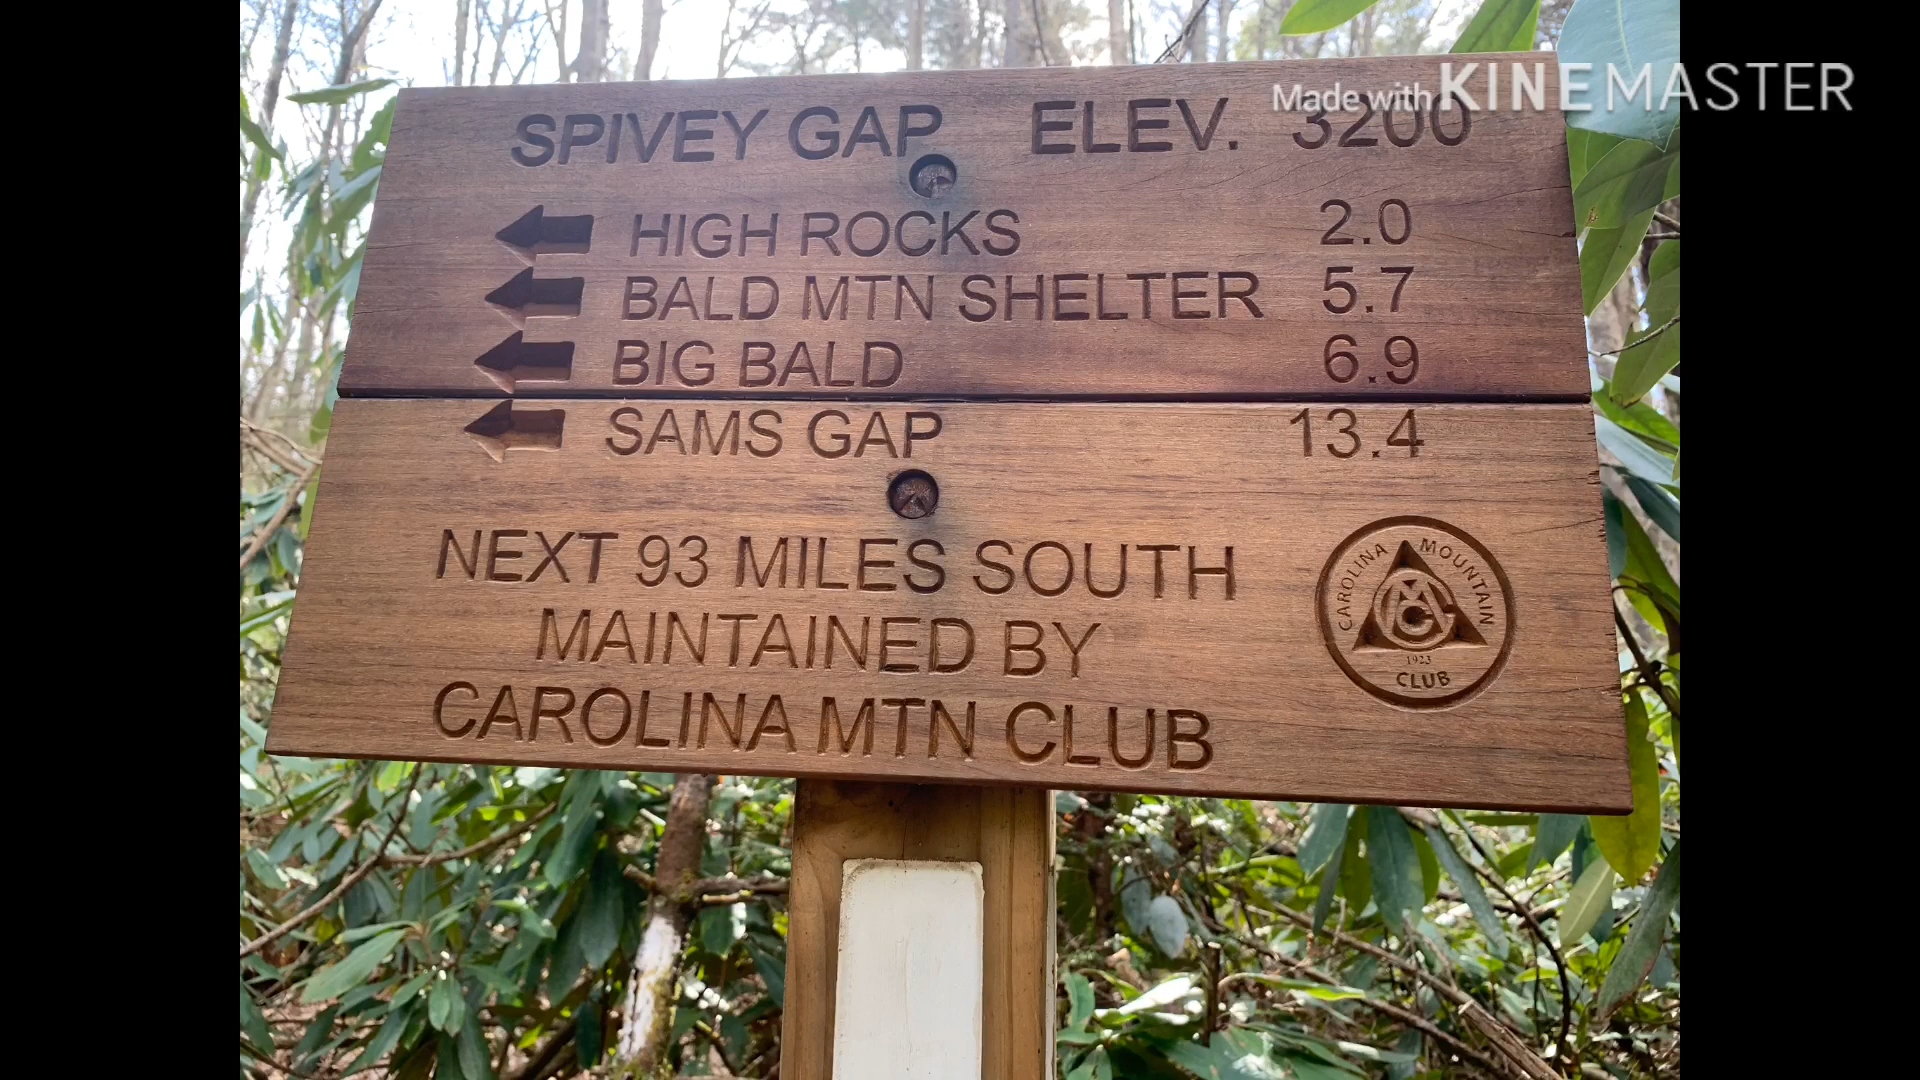 Made with KINEMASTER
SPIVEY GAP ELEV. 3200
HIGH ROCKS 2.0
BALD MTN SHELTER 5.7
BIG BALD 6.9
SAMS GAP 13.4
NEXT 93 MILES SOUTH
MAINTAINED BY
CAROLINA MTN CLUB
CAROLINA MOUNTAIN
CMC
1923
CLUB